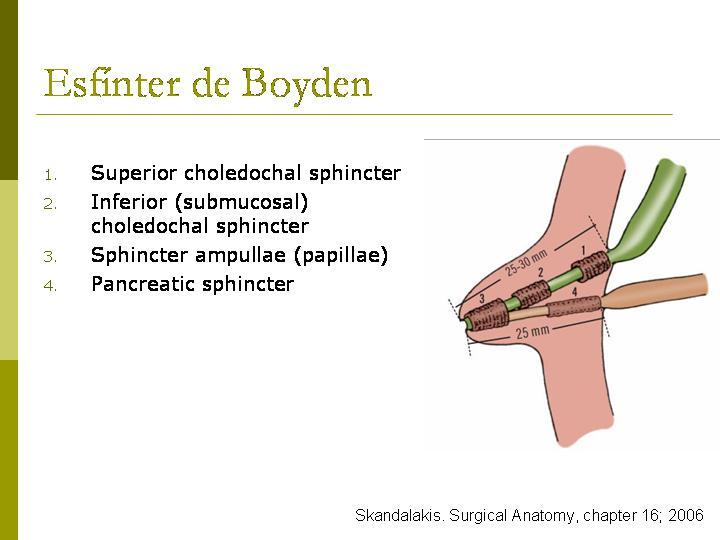 Esfínter de Boyden
1. Superior choledochal sphincter
2. Inferior (submucosal)
choledochal sphincter
3. Sphincter ampullae (papillae)
4. Pancreatic sphincter
25-30 mm
1
2
3
4
25 mm
Skandalakis. Surgical Anatomy, chapter 16; 2006